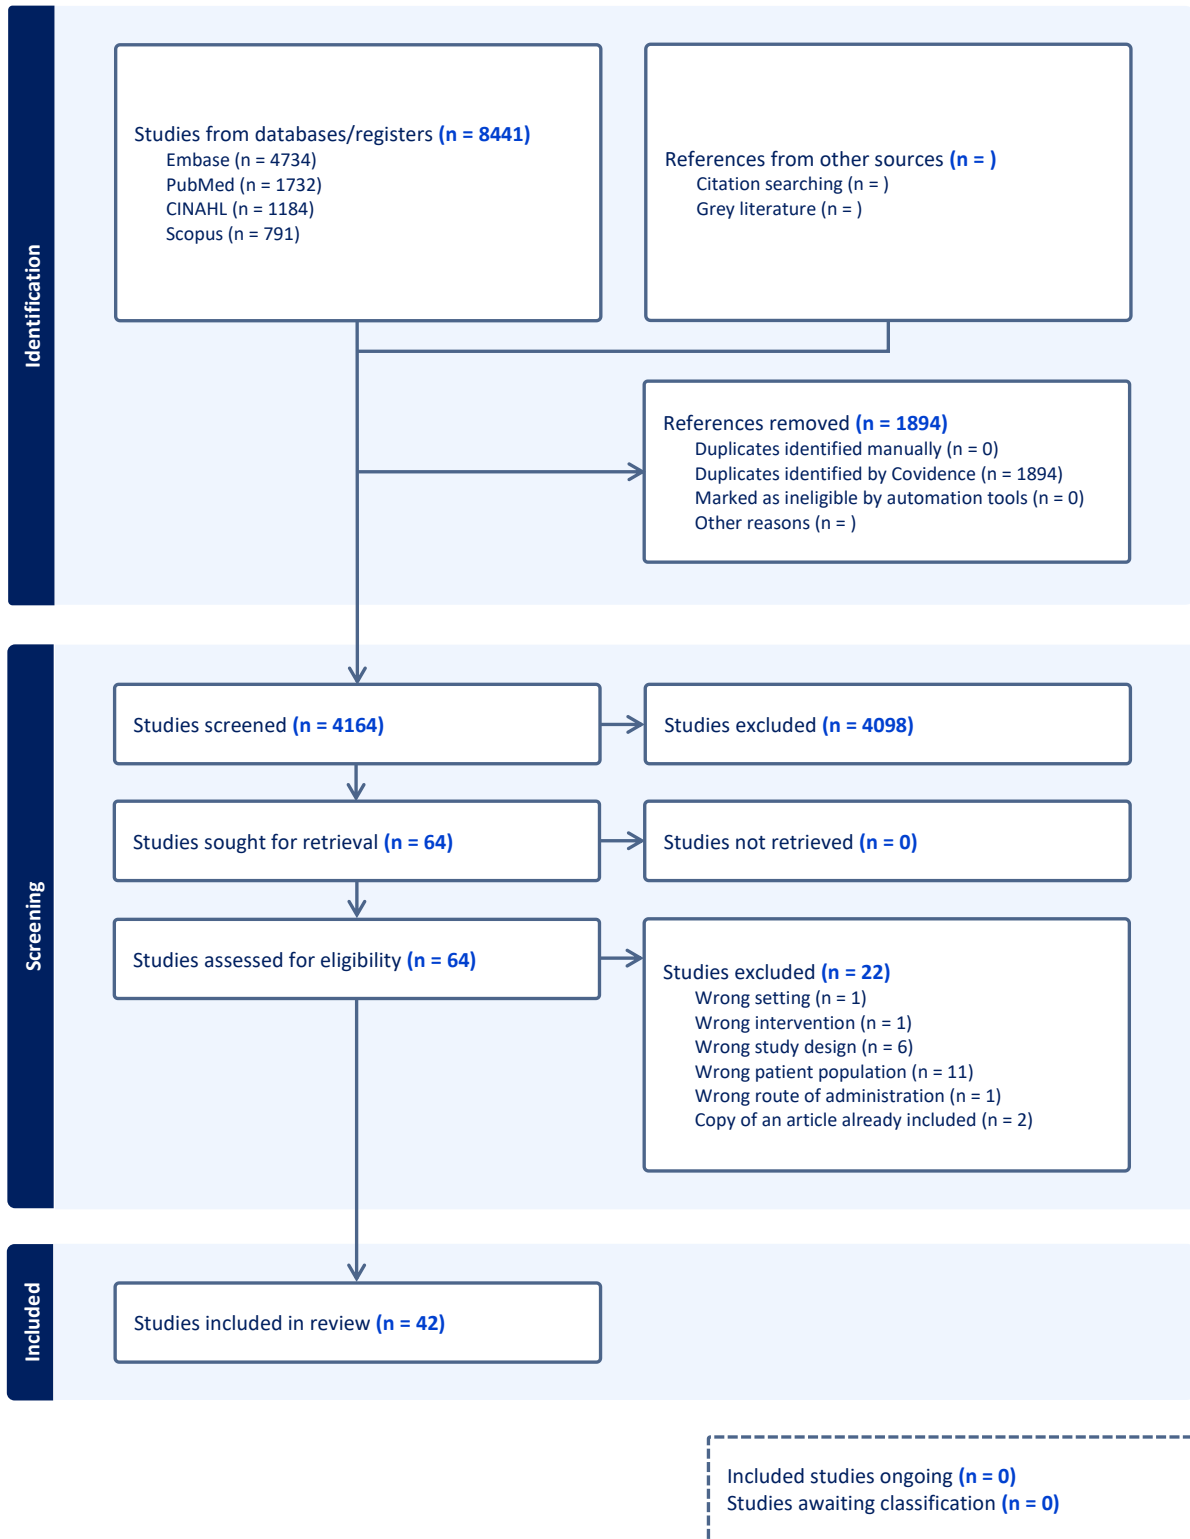 Identification
Studies from databases/registers (n = 8441)
Embase (n = 4734)
PubMed (n = 1732)
CINAHL (n = 1184)
Scopus (n = 791)
References from other sources (n = )
Citation searching (n = )
Grey literature (n = )
References removed (n = 1894)
Duplicates identified manually (n = 0)
Duplicates identified by Covidence (n = 1894)
Marked as ineligible by automation tools (n = 0)
Other reasons (n = )
Screening
Studies screened (n = 4164)
Studies excluded (n = 4098)
Studies sought for retrieval (n = 64)
Studies not retrieved (n = 0)
Studies assessed for eligibility (n = 64)
Studies excluded (n = 22)
Wrong setting (n = 1)
Wrong intervention (n = 1)
Wrong study design (n = 6)
Wrong patient population (n = 11)
Wrong route of administration (n = 1)
Copy of an article already included (n = 2)
Included
Studies included in review (n = 42)
Included studies ongoing (n = 0)
Studies awaiting classification (n = 0)